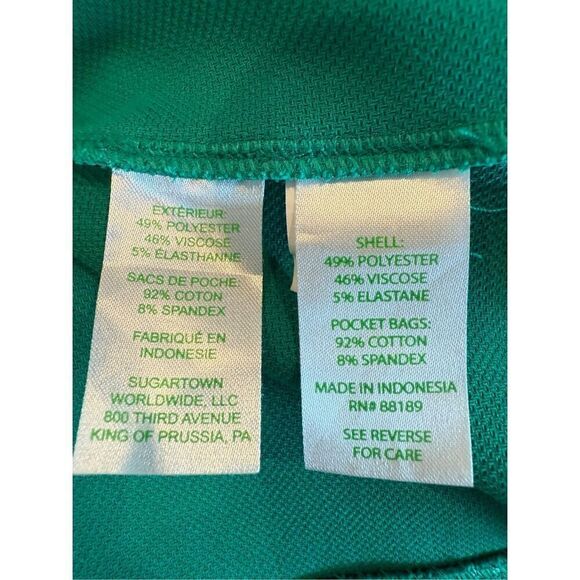 EXTÉRIEUR:
49% POLYESTER
46% VISCOSE
5% ÉLASTHANNE
SACS DE POCHE:
92% COTON
8% SPANDEX
FABRIQUÉ EN
INDONESIE
SUGARTOWN
WORLDWIDE, LLC
800 THIRD AVENUE
KING OF PRUSSIA, PA
SHELL:
49% POLYESTER
46% VISCOSE
5% ELASTANE
POCKET BAGS:
92% COTTON
8% SPANDEX
MADE IN INDONESIA
RN# 88189
SEE REVERSE
FOR CARE